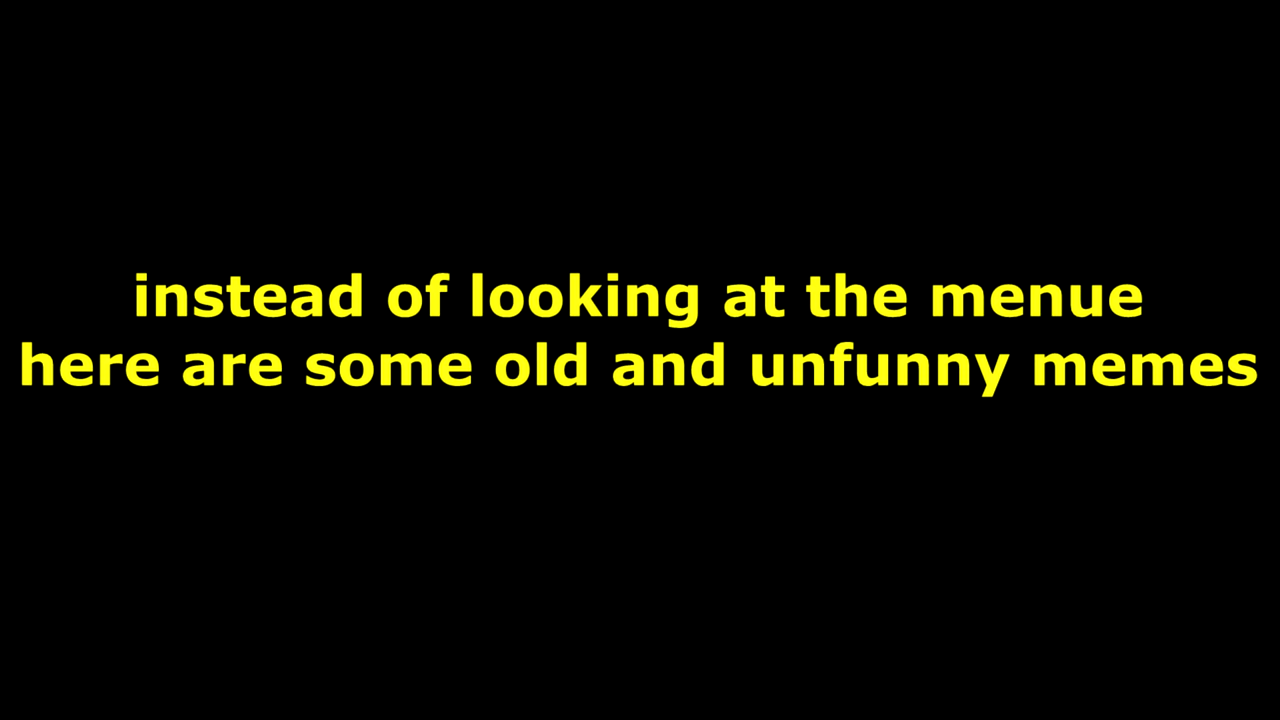 instead of looking at the menue
here are some old and unfunny memes